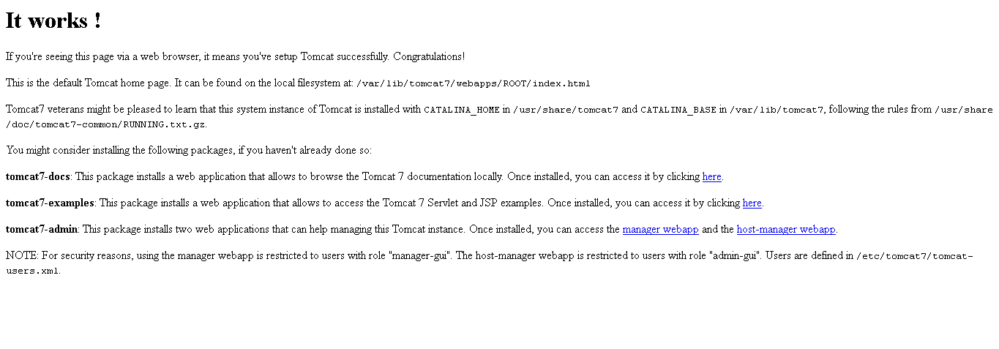 It works !
If you're seeing this page via a web browser, it means you've setup Tomcat successfully. Congratulations!
This is the default Tomcat home page. It can be found on the local filesystem at: /var/lib/tomcat7/webapps/ROOT/index.html
Tomcat7 veterans might be pleased to learn that this system instance of Tomcat is installed with CATALINA_HOME in /usr/share/tomcat7 and CATALINA_BASE in /var/lib/tomcat7, following the rules from /usr/share
/doc/tomcat7-common/RUNNING.txt.gz.
You might consider installing the following packages, if you haven't already done so:
tomcat7-docs: This package installs a web application that allows to browse the Tomcat 7 documentation locally. Once installed, you can access it by clicking here.
tomcat7-examples: This package installs a web application that allows to access the Tomcat 7 Servlet and JSP examples. Once installed, you can access it by clicking here.
tomcat7-admin: This package installs two web applications that can help managing this Tomcat instance. Once installed, you can access the manager webapp and the host-manager webapp.
NOTE: For security reasons, using the manager webapp is restricted to users with role "manager-gui". The host-manager webapp is restricted to users with role "admin-gui". Users are defined in /etc/tomcat7/tomcat-
users.xml.